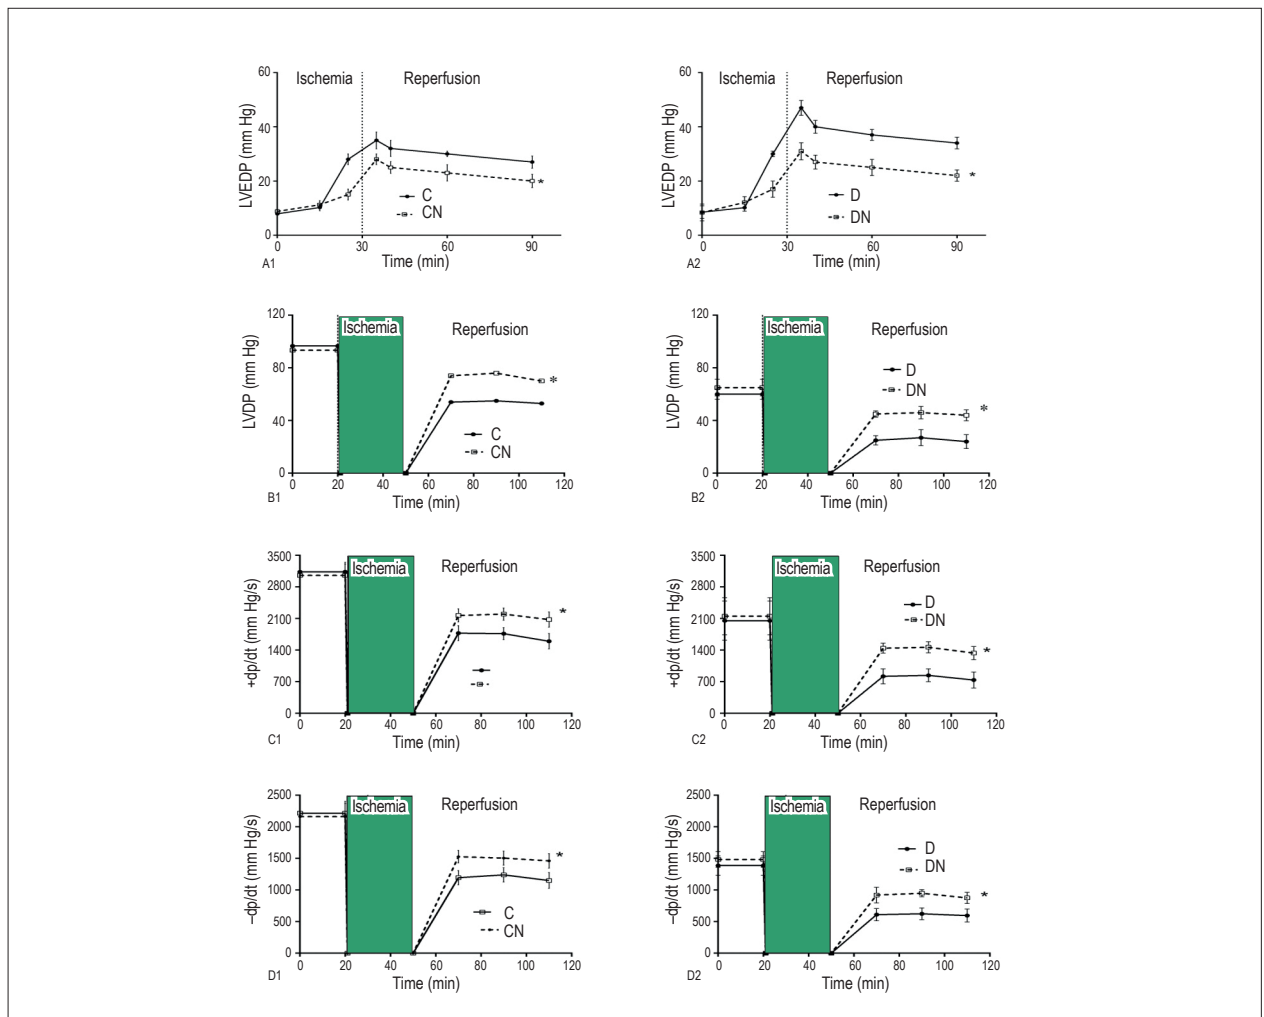 Ischemia Reperfusion
LVEDP (mm Hg)
60
40
20
0
C
CN
*
0 30 60 90
A1 Time (min)
Ischemia Reperfusion
LVEDP (mm Hg)
60
40
20
0
D
DN
*
0 30 60 90
A2 Time (min)
Ischemia Reperfusion
LVDP (mm Hg)
120
80
40
0
*
C
CN
0 20 40 60 80 100 120
B1 Time (min)
Ischemia Reperfusion
LVDP (mm Hg)
120
80
40
0
D
DN
*
0 20 40 60 80 100 120
B2 Time (min)
Ischemia Reperfusion
+dp/dt (mm Hg/s)
3500
2800
2100
1400
700
0
*
0 20 40 60 80 100 120
C1 Time (min)
Ischemia Reperfusion
+dp/dt (mm Hg/s)
3500
2800
2100
1400
700
0
D
DN
*
0 20 40 60 80 100 120
C2 Time (min)
Ischemia Reperfusion
–dp/dt (mm Hg/s)
2500
2000
1500
1000
500
0
*
C
CN
0 20 40 60 80 100 120
D1 Time (min)
Ischemia Reperfusion
–dp/dt (mm Hg/s)
2500
2000
1500
1000
500
0
D
DN
*
0 20 40 60 80 100 120
D2 Time (min)